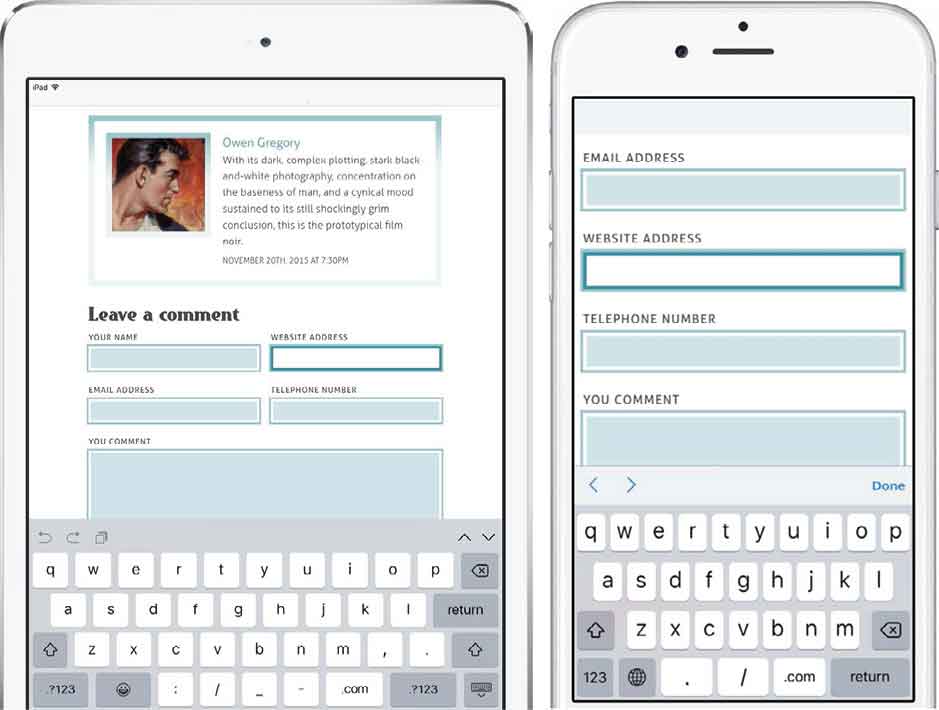 iPad
Owen Gregory
With its dark, complex plotting, stark black
and-white photography, concentration on
the baseness of man, and a cynical mood
sustained to its still shockingly grim
conclusion, this is the prototypical film
noir.
NOVEMBER 20TH, 2015 AT 7:30PM
Leave a comment
YOUR NAME
WEBSITE ADDRESS
EMAIL ADDRESS
TELEPHONE NUMBER
YOU COMMENT
q w e r t y u i o p
a s d f g h j k l return
z x c v b n m , .
.?123 : / _ - .com .?123
EMAIL ADDRESS
WEBSITE ADDRESS
TELEPHONE NUMBER
YOU COMMENT
Done
q w e r t y u i o p
a s d f g h j k l
z x c v b n m
123 . / .com return